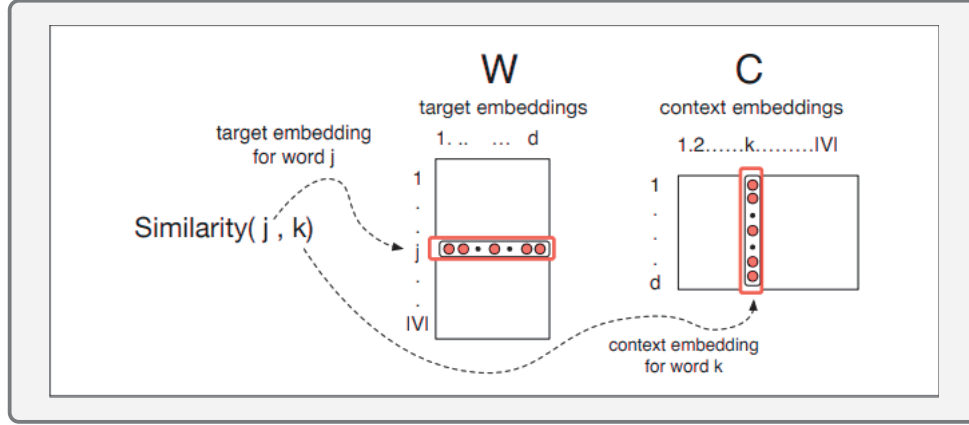 W
target embeddings
1. .. ... d
C
context embeddings
1.2......k.........|V|
target embedding
for word j
1
.
.
j
.
.
|V|
Similarity( j , k)
1
.
.
.
d
context embedding
for word k